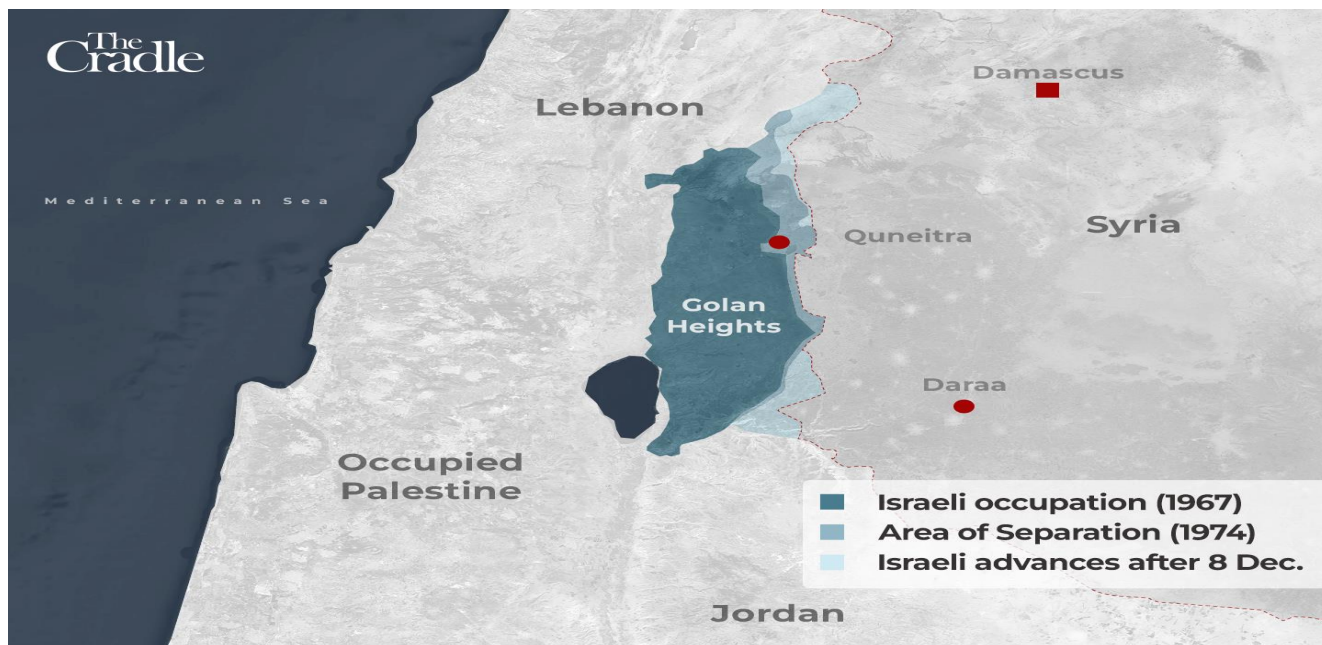 The
Cradle
Damascus
Lebanon
Mediterranean Sea
Syria
Quneitra
Golan
Heights
Daraa
Occupied
Palestine
Israeli occupation (1967)
Area of Separation (1974)
Israeli advances after 8 Dec.
Jordan